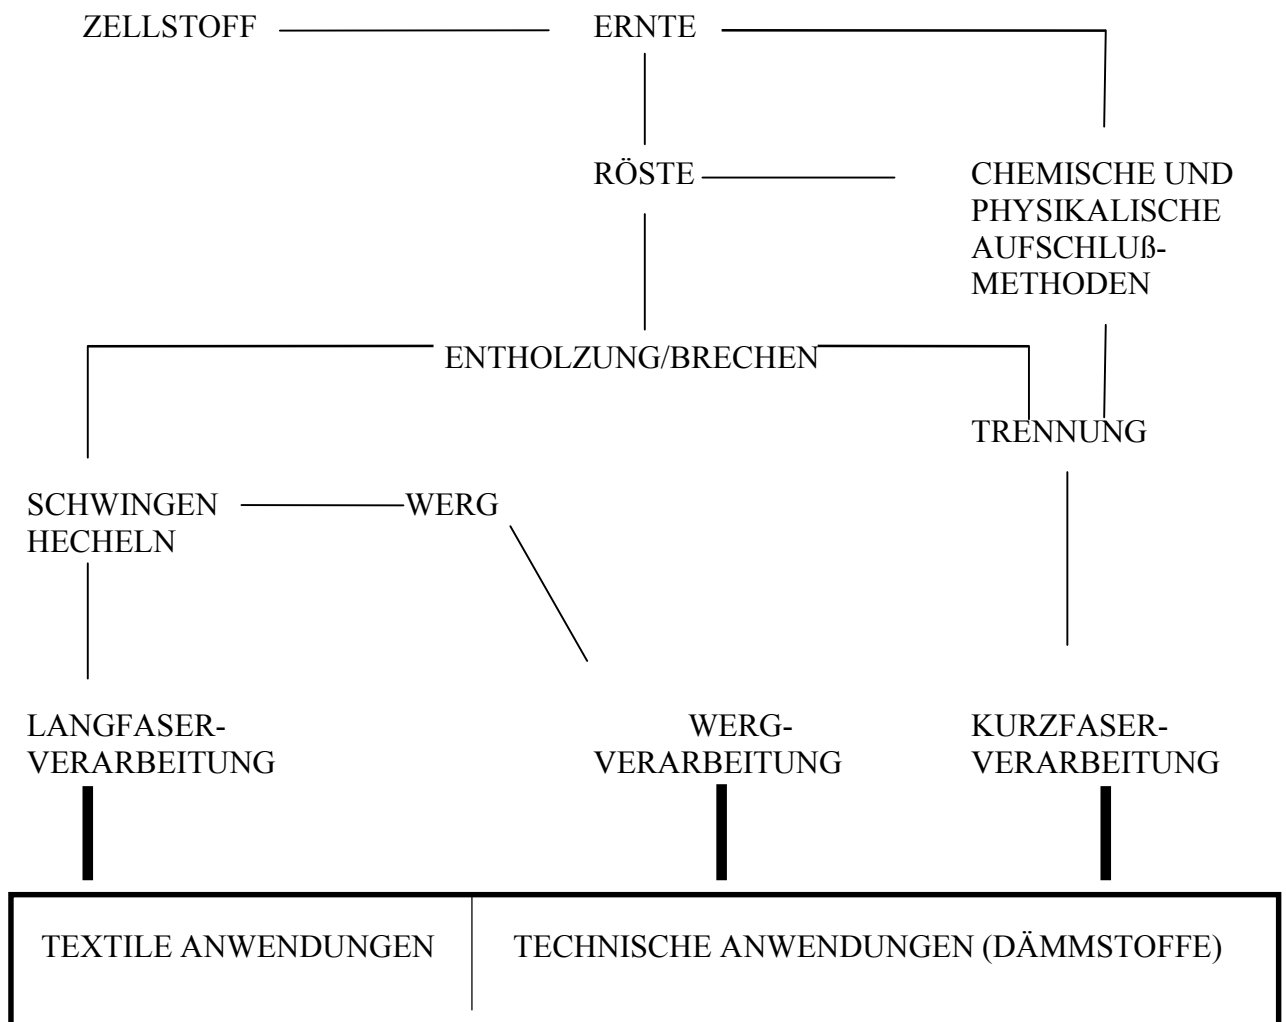 ZELLSTOFF
ERNTE
RÖSTE
CHEMISCHE UND
PHYSIKALISCHE
AUFSCHLUß-
METHODEN
ENTHOLZUNG/BRECHEN
TRENNUNG
SCHWINGEN
HECHELN
WERG
LANGFASER-
VERARBEITUNG
WERG-
VERARBEITUNG
KURZFASER-
VERARBEITUNG
TEXTILE ANWENDUNGEN
TECHNISCHE ANWENDUNGEN (DÄMMSTOFFE)